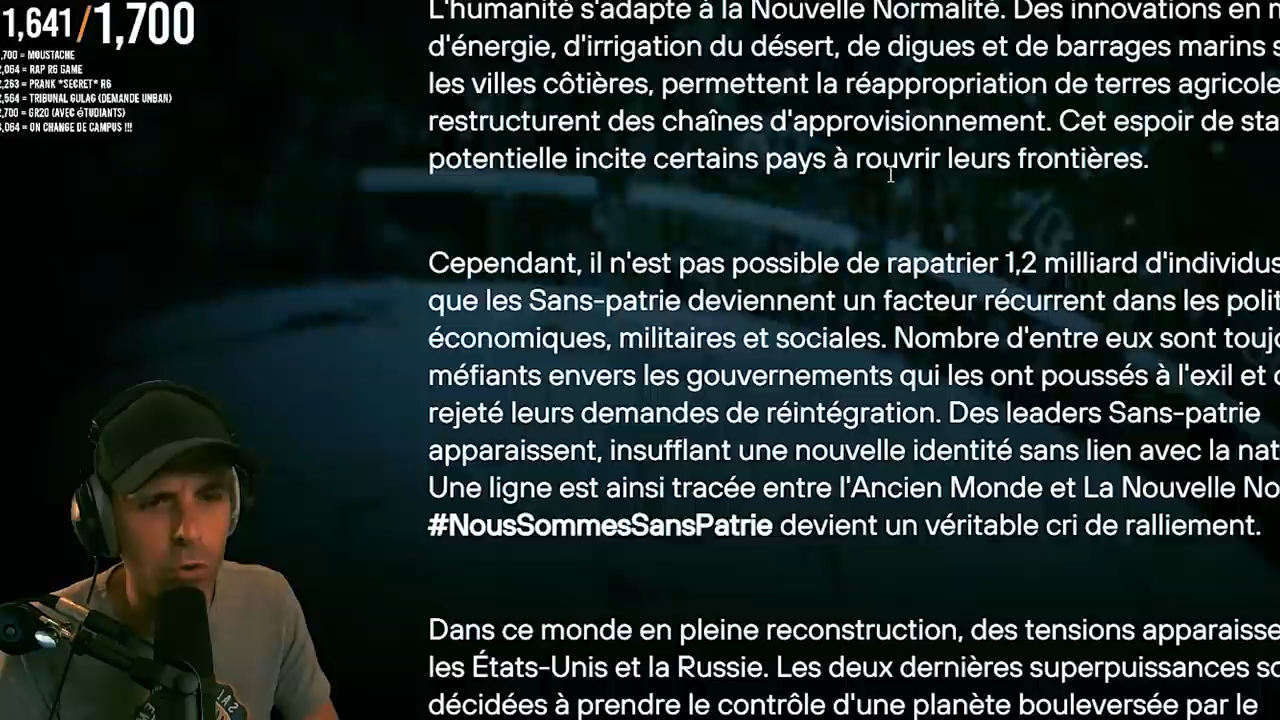 1,641/1,700
,700 = MOUSTACHE
2,064 = RAP R6 GAME
2,263 = PRANK *SECRET* R6
2,564 = TRIBUNAL GULAG (DEMANDE UNBAN)
2,700 = GR20 (AVEC éTUDIANTS)
3,064 = ON CHANGE DE CAMPUS !!!
L'humanité s'adapte à la Nouvelle Normalité. Des innovations en m
d'énergie, d'irrigation du désert, de digues et de barrages marins s
les villes côtières, permettent la réappropriation de terres agricole
restructurent des chaînes d'approvisionnement. Cet espoir de sta
potentielle incite certains pays à rouvrir leurs frontières.
Cependant, il n'est pas possible de rapatrier 1,2 milliard d'individus
que les Sans-patrie deviennent un facteur récurrent dans les polit
économiques, militaires et sociales. Nombre d'entre eux sont toujo
méfiants envers les gouvernements qui les ont poussés à l'exil et
rejeté leurs demandes de réintégration. Des leaders Sans-patrie
apparaissent, insufflant une nouvelle identité sans lien avec la nat
Une ligne est ainsi tracée entre l'Ancien Monde et La Nouvelle No
#NousSommesSansPatrie devient un véritable cri de ralliement.
Dans ce monde en pleine reconstruction, des tensions apparaisse
les États-Unis et la Russie. Les deux dernières superpuissances so
décidées à prendre le contrôle d'une planète bouleversée par le